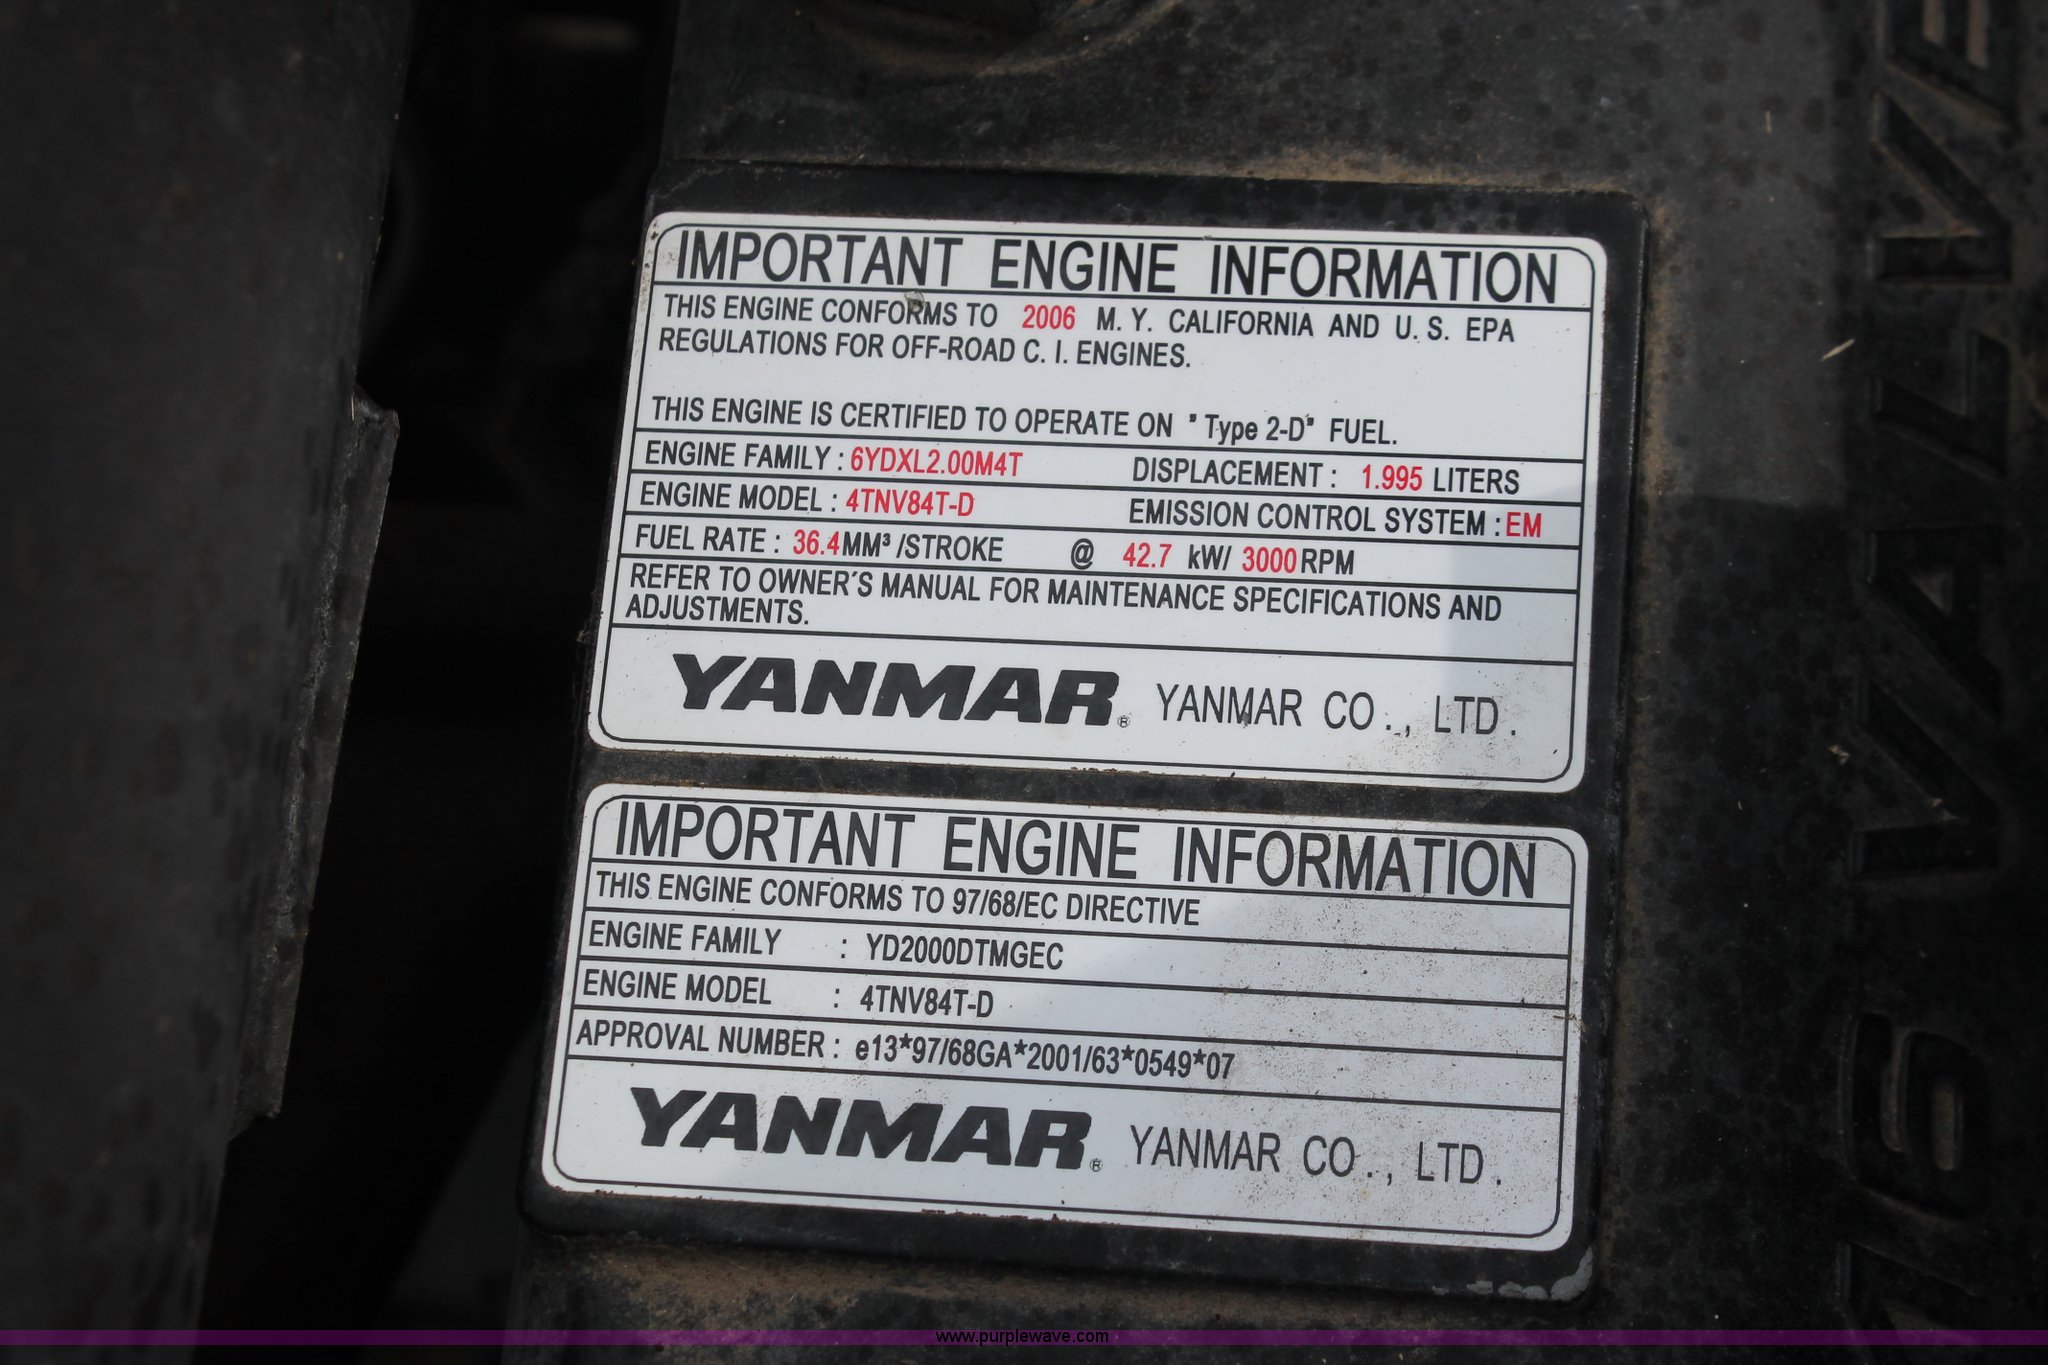 IMPORTANT ENGINE INFORMATION
THIS ENGINE CONFORMS TO 2006 M. Y. CALIFORNIA AND U. S. EPA
REGULATIONS FOR OFF-ROAD C. I. ENGINES.
THIS ENGINE IS CERTIFIED TO OPERATE ON "Type 2-D" FUEL.
ENGINE FAMILY : 6YDXL2.00M4T DISPLACEMENT : 1.995 LITERS
ENGINE MODEL : 4TNV84T-D EMISSION CONTROL SYSTEM : EM
FUEL RATE : 36.4 MM³ /STROKE @ 42.7 kW/ 3000 RPM
REFER TO OWNER'S MANUAL FOR MAINTENANCE SPECIFICATIONS AND
ADJUSTMENTS.
YANMAR® YANMAR CO., LTD.
IMPORTANT ENGINE INFORMATION
THIS ENGINE CONFORMS TO 97/68/EC DIRECTIVE
ENGINE FAMILY : YD2000DTMGEC
ENGINE MODEL : 4TNV84T-D
APPROVAL NUMBER : e13*97/68GA*2001/63*0549*07
YANMAR® YANMAR CO., LTD.
www.purplewave.com